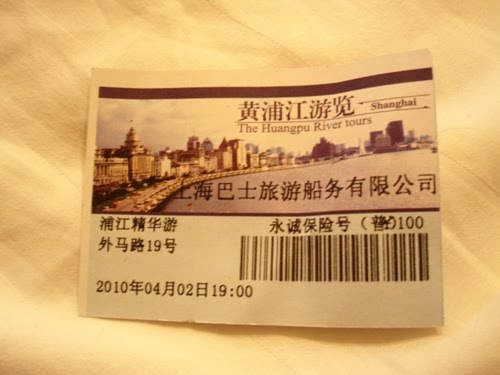 黄浦江游览 Shanghai
The Huangpu River tours
上海巴士旅游船务有限公司
浦江精华游 永诚保险号(普)0100
外马路19号
2010年04月02日19:00